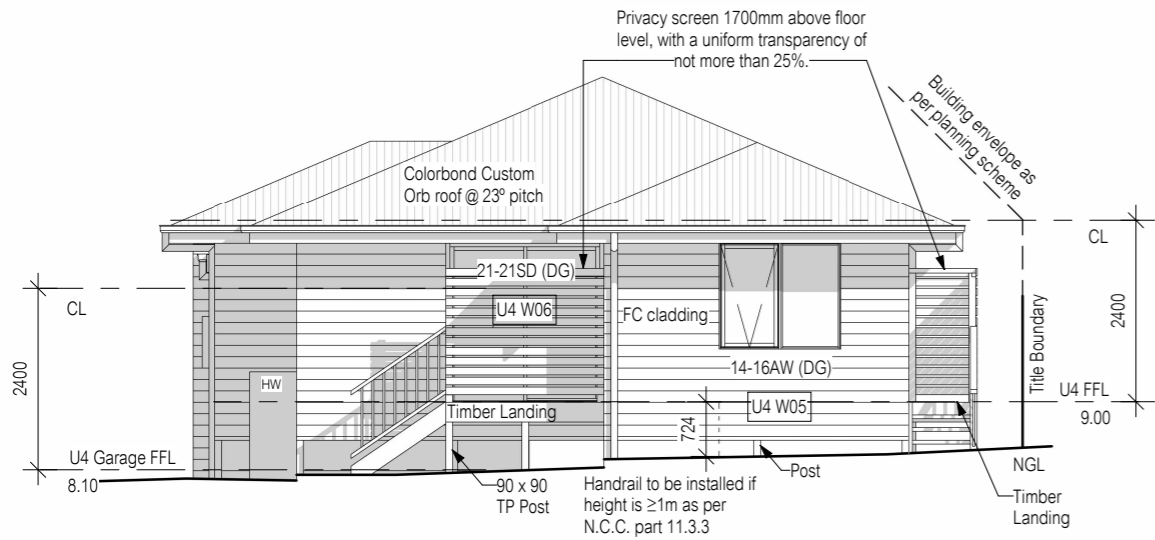 Privacy screen 1700mm above floor
level, with a uniform transparency of
not more than 25%.
Building envelope as
per planning scheme
Colorbond Custom
Orb roof @ 23º pitch
CL
CL
21-21SD (DG)
U4 W06
FC cladding
2400
2400
Title Boundary
14-16AW (DG)
HW
U4 FFL
9.00
Timber Landing
U4 W05
724
U4 Garage FFL
8.10
90 x 90
TP Post
Handrail to be installed if
height is ≥1m as per
N.C.C. part 11.3.3
Post
NGL
Timber
Landing